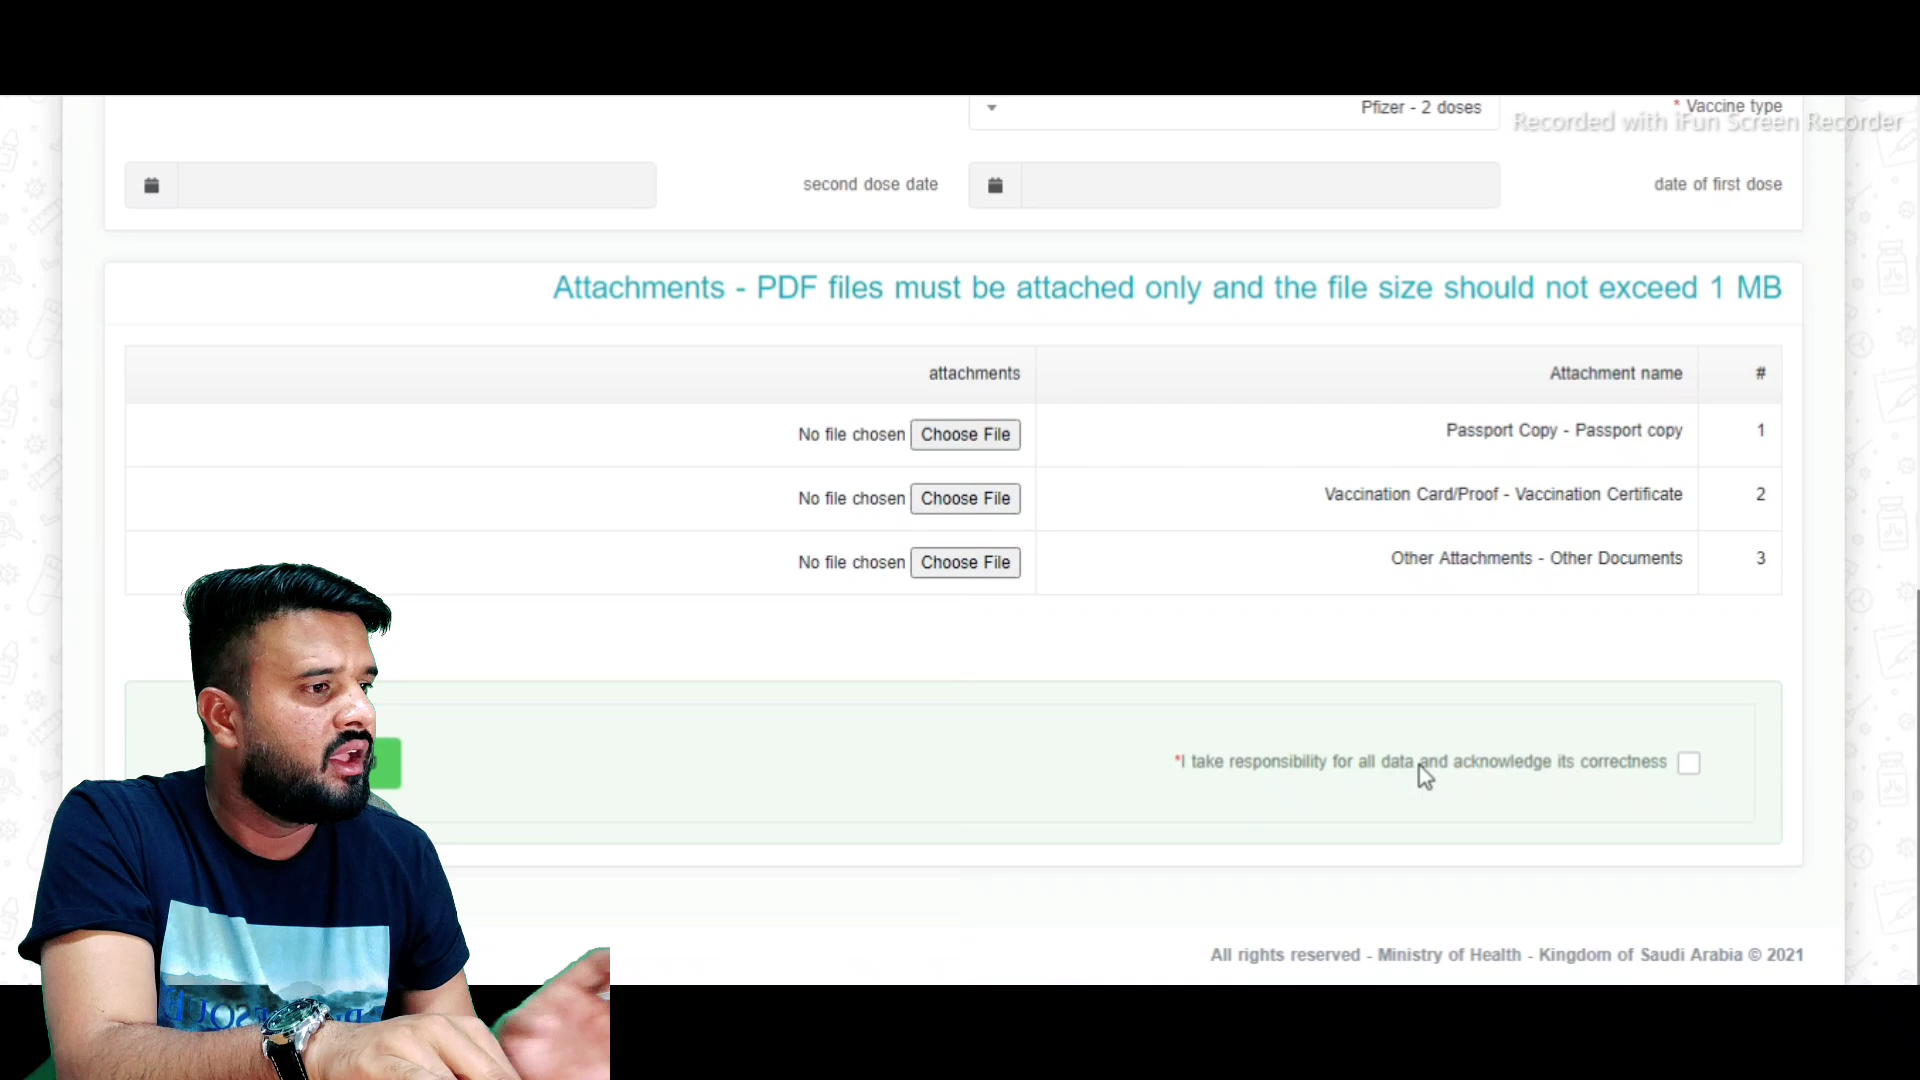 * Vaccine type
Pfizer - 2 doses
Recorded with iFun Screen Recorder
date of first dose
second dose date
Attachments - PDF files must be attached only and the file size should not exceed 1 MB
# Attachment name attachments
1 Passport Copy - Passport copy Choose File No file chosen
2 Vaccination Card/Proof - Vaccination Certificate Choose File No file chosen
3 Other Attachments - Other Documents Choose File No file chosen
*I take responsibility for all data and acknowledge its correctness
All rights reserved - Ministry of Health - Kingdom of Saudi Arabia © 2021